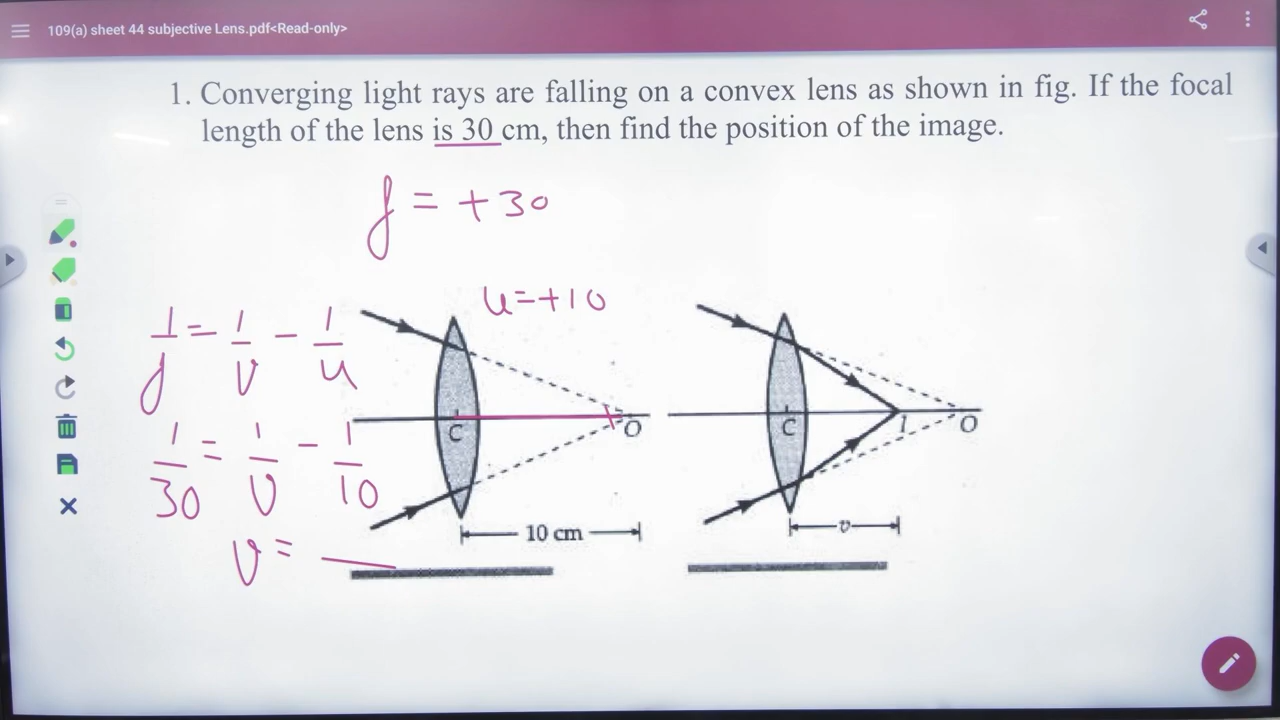 109(a) sheet 44 subjective Lens.pdf<Read-only>
1. Converging light rays are falling on a convex lens as shown in fig. If the focal
length of the lens is 30 cm, then find the position of the image.
f = +30
u=+10
1/f = 1/v - 1/u
1/30 = 1/v - 1/10
v =
C
O
10 cm
C
I
O
v